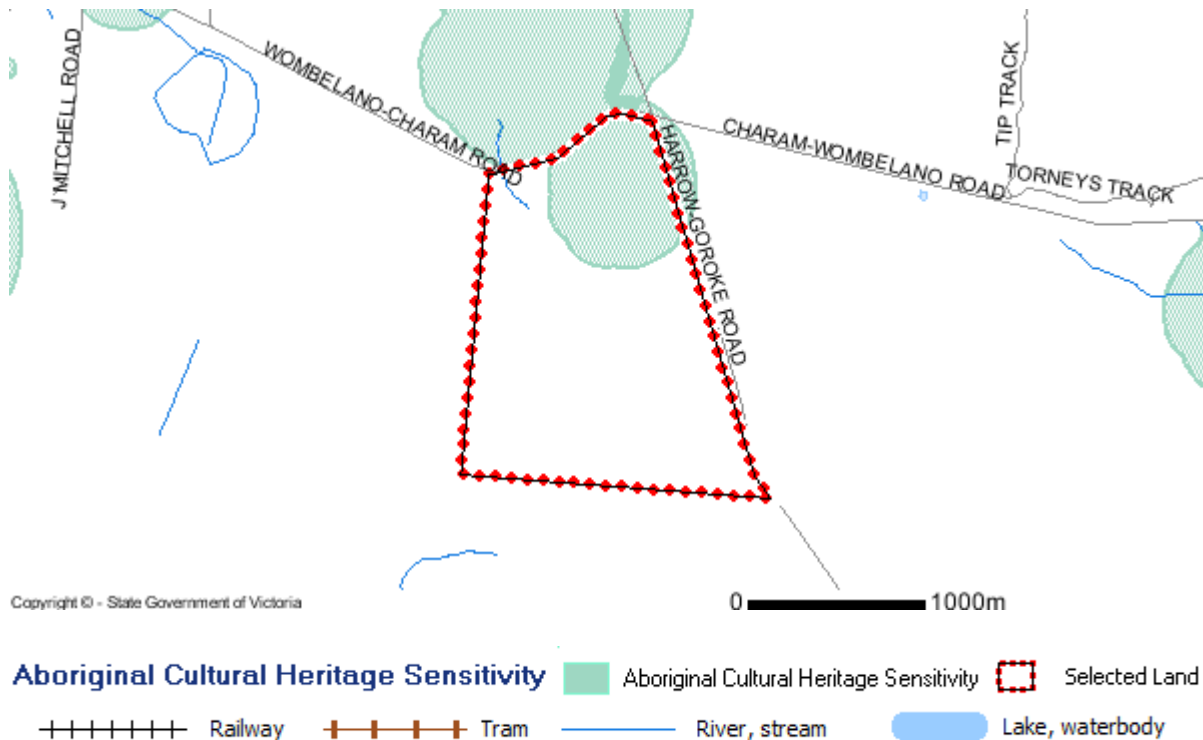 J'MITCHELL ROAD
WOMBELANO-CHARAM ROAD
HARROW-GOROKE ROAD
CHARAM-WOMBELANO ROAD
TIP TRACK
TORNEYS TRACK
Copyright © - State Government of Victoria
0 1000m
Aboriginal Cultural Heritage Sensitivity Aboriginal Cultural Heritage Sensitivity Selected Land
Railway Tram River, stream Lake, waterbody